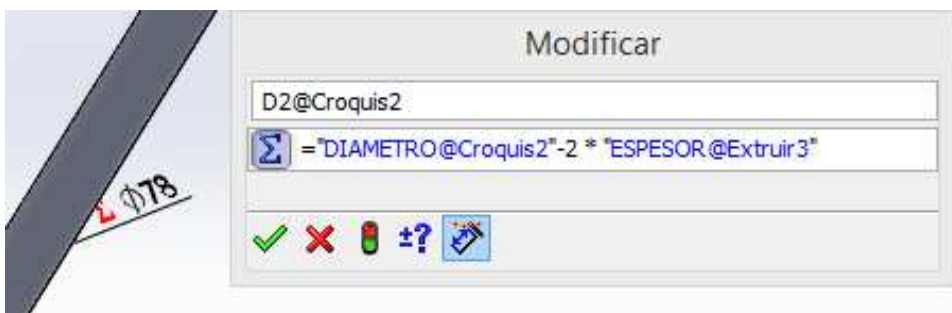 Modificar
D2@Croquis2
Σ ="DIAMETRO@Croquis2"-2 * "ESPESOR@Extruir3"
Σ Φ78
±?